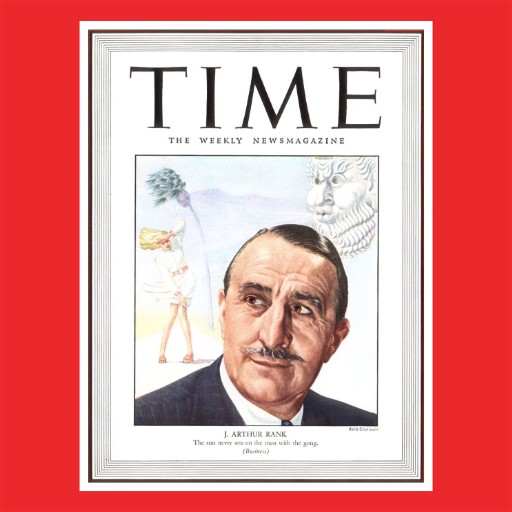 TIME
THE WEEKLY NEWSMAGAZINE
J. ARTHUR RANK
The sun never sets on the man with the gong.
(Business)